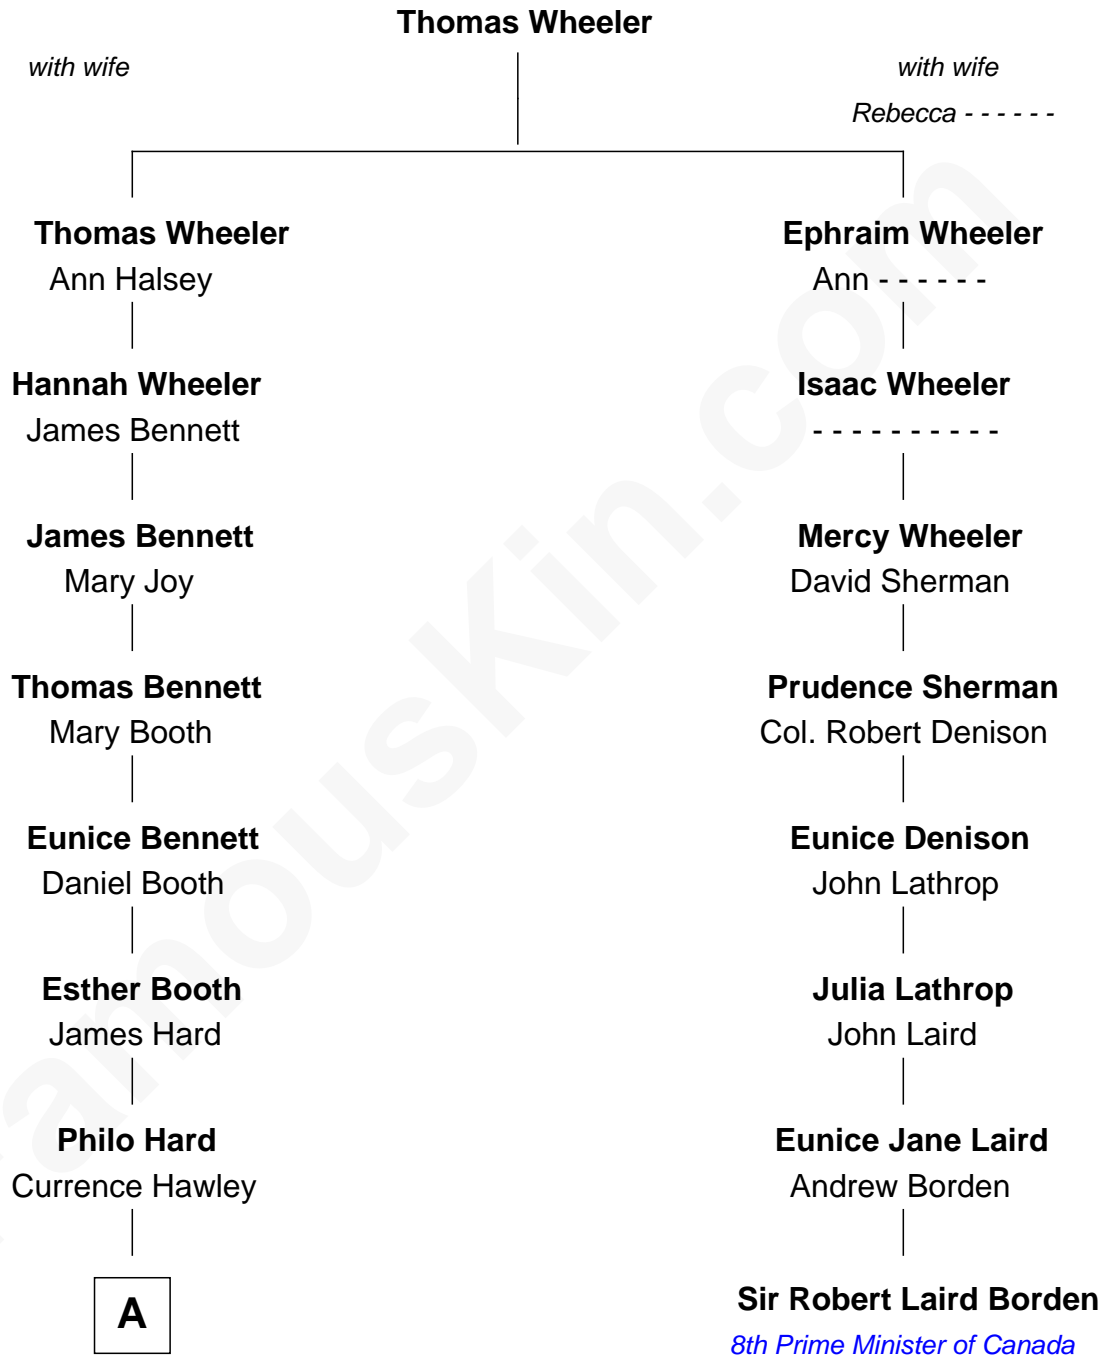 Thomas Wheeler
with wife
with wife
Rebecca - - - - - -
Thomas Wheeler
Ann Halsey
Ephraim Wheeler
Ann - - - - - -
Hannah Wheeler
James Bennett
Isaac Wheeler
- - - - - - - - - -
James Bennett
Mary Joy
Mercy Wheeler
David Sherman
Thomas Bennett
Mary Booth
Prudence Sherman
Col. Robert Denison
Eunice Bennett
Daniel Booth
Eunice Denison
John Lathrop
Esther Booth
James Hard
Julia Lathrop
John Laird
Philo Hard
Currence Hawley
Eunice Jane Laird
Andrew Borden
A
Sir Robert Laird Borden
8th Prime Minister of Canada
FamousKin.com